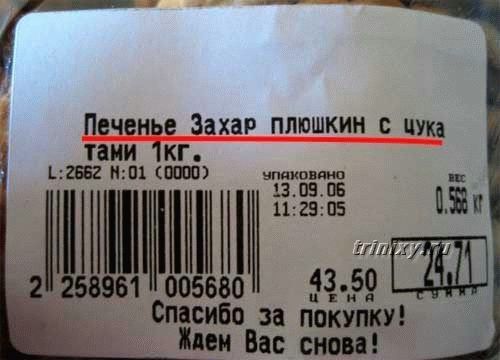 Печенье Захар плюшкин с чука
тами 1кг.
L:2662 N:01 (0000)
УПАКОВАНО
13.09.06
11:29:05
ВЕС
0.568 кг
trinixy.ru
2 258961 005680
43.50
ЦЕНА
24.71
СУММА
Спасибо за покупку!
Ждем Вас снова!